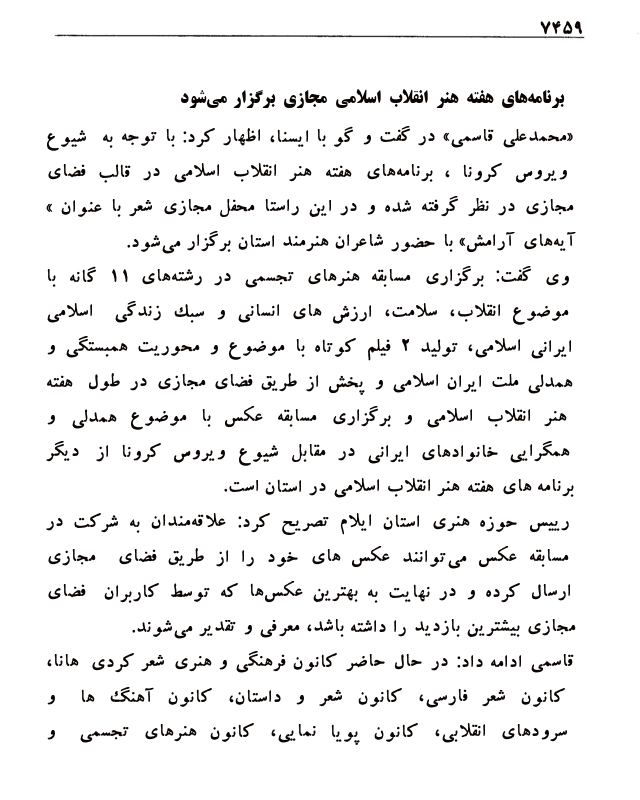 ۷۴۵۹
برنامه‌های هفته هنر انقلاب اسلامی مجازی برگزار می‌شود
«محمدعلی قاسمی» در گفت و گو با ایسنا، اظهار کرد: با توجه به شیوع
ویروس کرونا ، برنامه‌های هفته هنر انقلاب اسلامی در قالب فضای
مجازی در نظر گرفته شده و در این راستا محفل مجازی شعر با عنوان »
آیه‌های آرامش» با حضور شاعران هنرمند استان برگزار می‌شود.
وی گفت: برگزاری مسابقه هنرهای تجسمی در رشته‌های ۱۱ گانه با
موضوع انقلاب، سلامت، ارزش های انسانی و سبك زندگی اسلامی
ایرانی اسلامی، تولید ۲ فیلم کوتاه با موضوع و محوریت همبستگی و
همدلی ملت ایران اسلامی و پخش از طریق فضای مجازی در طول هفته
هنر انقلاب اسلامی و برگزاری مسابقه عکس با موضوع همدلی و
همگرایی خانوادهای ایرانی در مقابل شیوع ویروس کرونا از دیگر
برنامه های هفته هنر انقلاب اسلامی در استان است.
رییس حوزه هنری استان ایلام تصریح کرد: علاقه‌مندان به شرکت در
مسابقه عکس می‌توانند عکس های خود را از طریق فضای مجازی
ارسال کرده و در نهایت به بهترین عکس‌ها که توسط کاربران فضای
مجازی بیشترین بازدید را داشته باشد، معرفی و تقدیر می‌شوند.
قاسمی ادامه داد: در حال حاضر کانون فرهنگی و هنری شعر کردی هانا،
کانون شعر فارسی، کانون شعر و داستان، کانون آهنگ ها و
سرودهای انقلابی، کانون پویا نمایی، کانون هنرهای تجسمی و